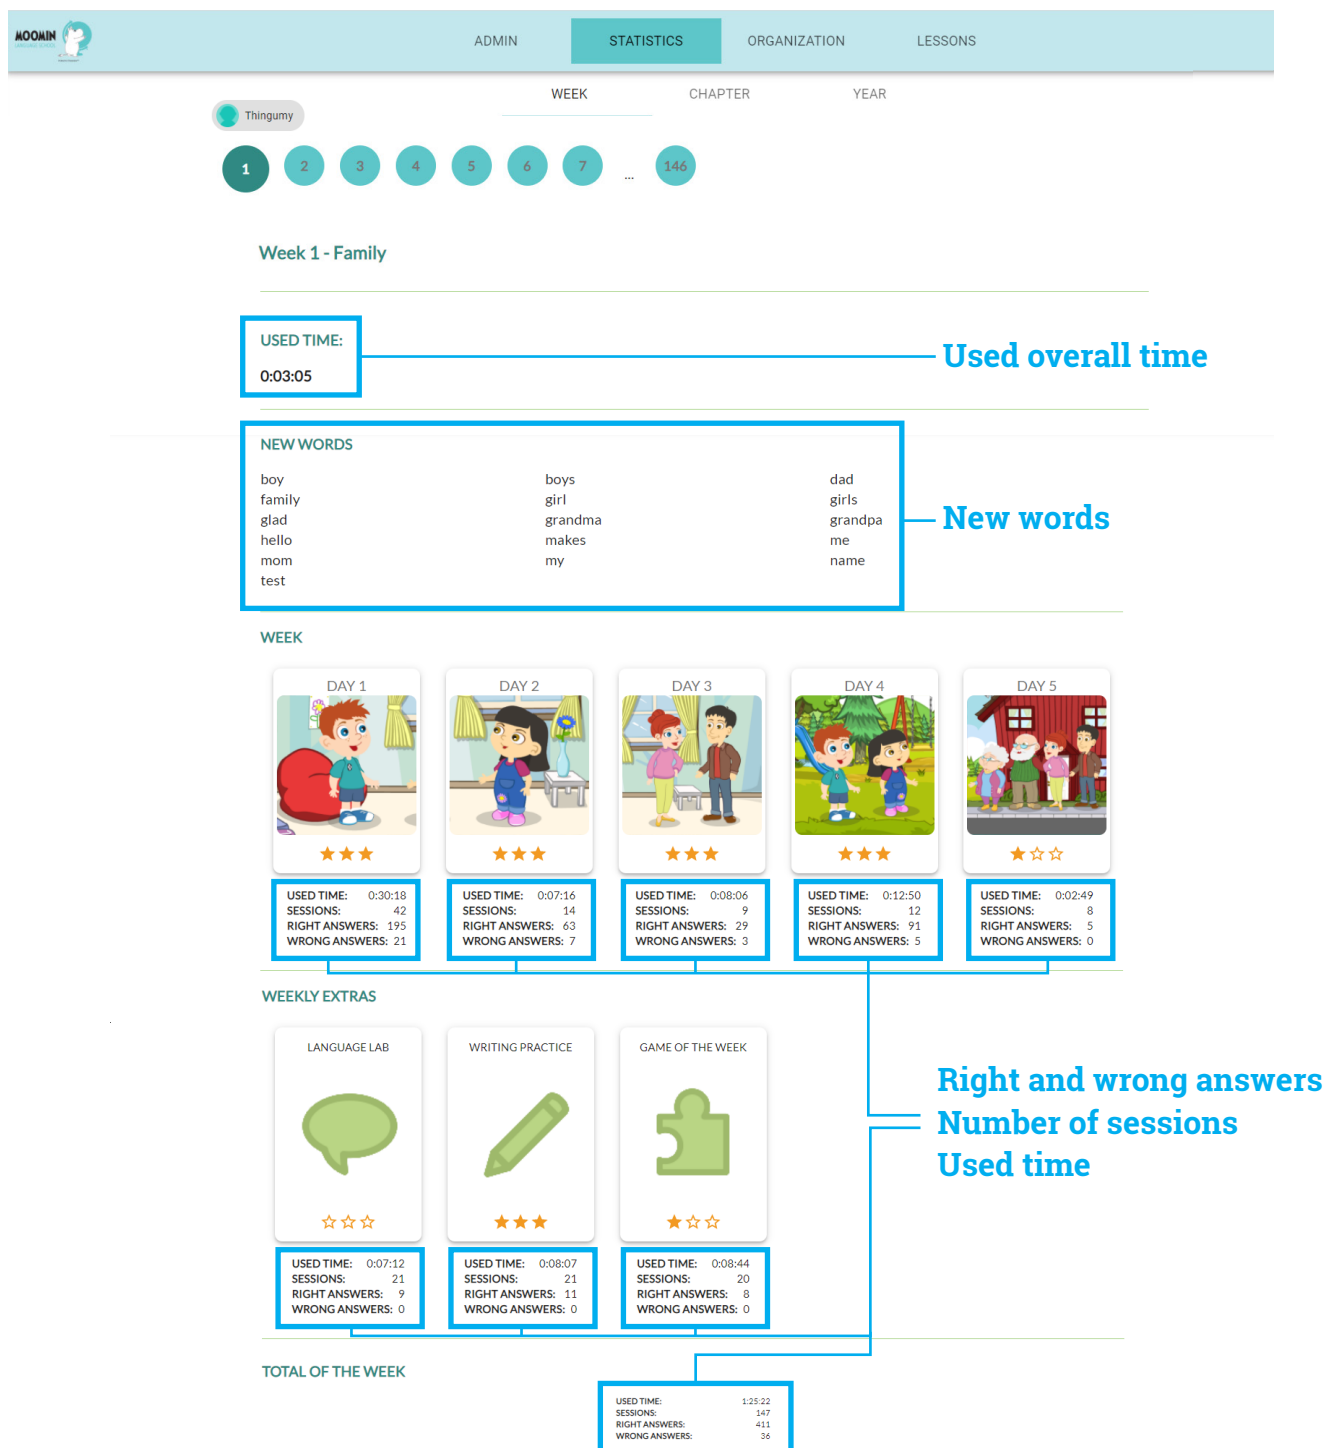 MOOMIN
LANGUAGE SCHOOL
ADMIN STATISTICS ORGANIZATION LESSONS
WEEK CHAPTER YEAR
Thingumy
1 2 3 4 5 6 7 ... 146
Week 1 - Family
USED TIME:
0:03:05
Used overall time
NEW WORDS
boy boys dad
family girl girls
glad grandma grandpa
hello makes me
mom my name
test
New words
WEEK
DAY 1 DAY 2 DAY 3 DAY 4 DAY 5
USED TIME: 0:30:18
SESSIONS: 42
RIGHT ANSWERS: 195
WRONG ANSWERS: 21
USED TIME: 0:07:16
SESSIONS: 14
RIGHT ANSWERS: 63
WRONG ANSWERS: 7
USED TIME: 0:08:06
SESSIONS: 9
RIGHT ANSWERS: 29
WRONG ANSWERS: 3
USED TIME: 0:12:50
SESSIONS: 12
RIGHT ANSWERS: 91
WRONG ANSWERS: 5
USED TIME: 0:02:49
SESSIONS: 8
RIGHT ANSWERS: 5
WRONG ANSWERS: 0
WEEKLY EXTRAS
LANGUAGE LAB WRITING PRACTICE GAME OF THE WEEK
Right and wrong answers
Number of sessions
Used time
USED TIME: 0:07:12
SESSIONS: 21
RIGHT ANSWERS: 9
WRONG ANSWERS: 0
USED TIME: 0:08:07
SESSIONS: 21
RIGHT ANSWERS: 11
WRONG ANSWERS: 0
USED TIME: 0:08:44
SESSIONS: 20
RIGHT ANSWERS: 8
WRONG ANSWERS: 0
TOTAL OF THE WEEK
USED TIME: 1:25:22
SESSIONS: 147
RIGHT ANSWERS: 411
WRONG ANSWERS: 36